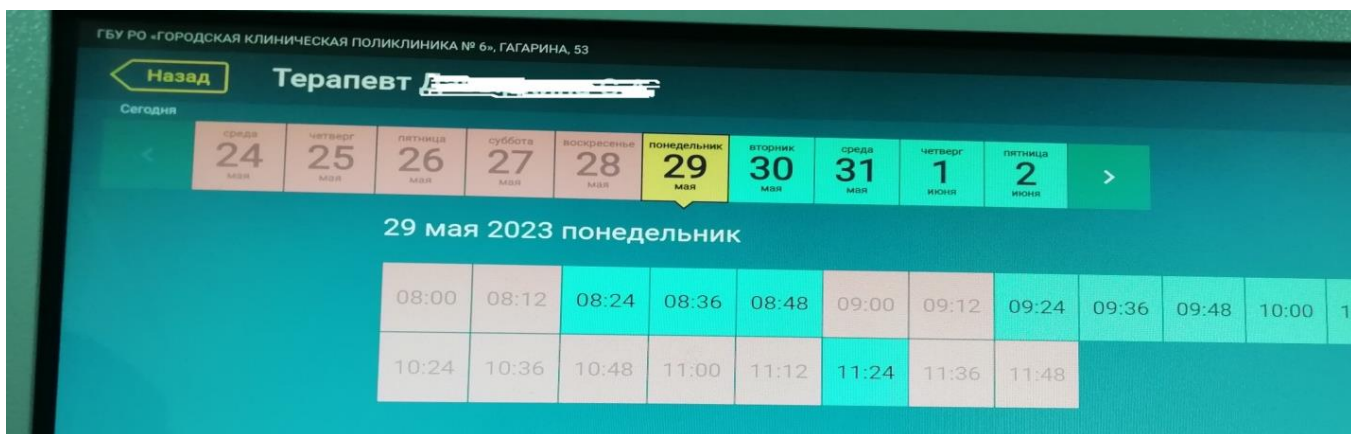 ГБУ РО «ГОРОДСКАЯ КЛИНИЧЕСКАЯ ПОЛИКЛИНИКА № 6», ГАГАРИНА, 53
Назад Терапевт
Сегодня
среда четверг пятница суббота воскресенье понедельник вторник среда четверг пятница
< 24 25 26 27 28 29 30 31 1 2 >
мая мая мая мая мая мая мая мая июня июня
29 мая 2023 понедельник
08:00 08:12 08:24 08:36 08:48 09:00 09:12 09:24 09:36 09:48 10:00
10:24 10:36 10:48 11:00 11:12 11:24 11:36 11:48